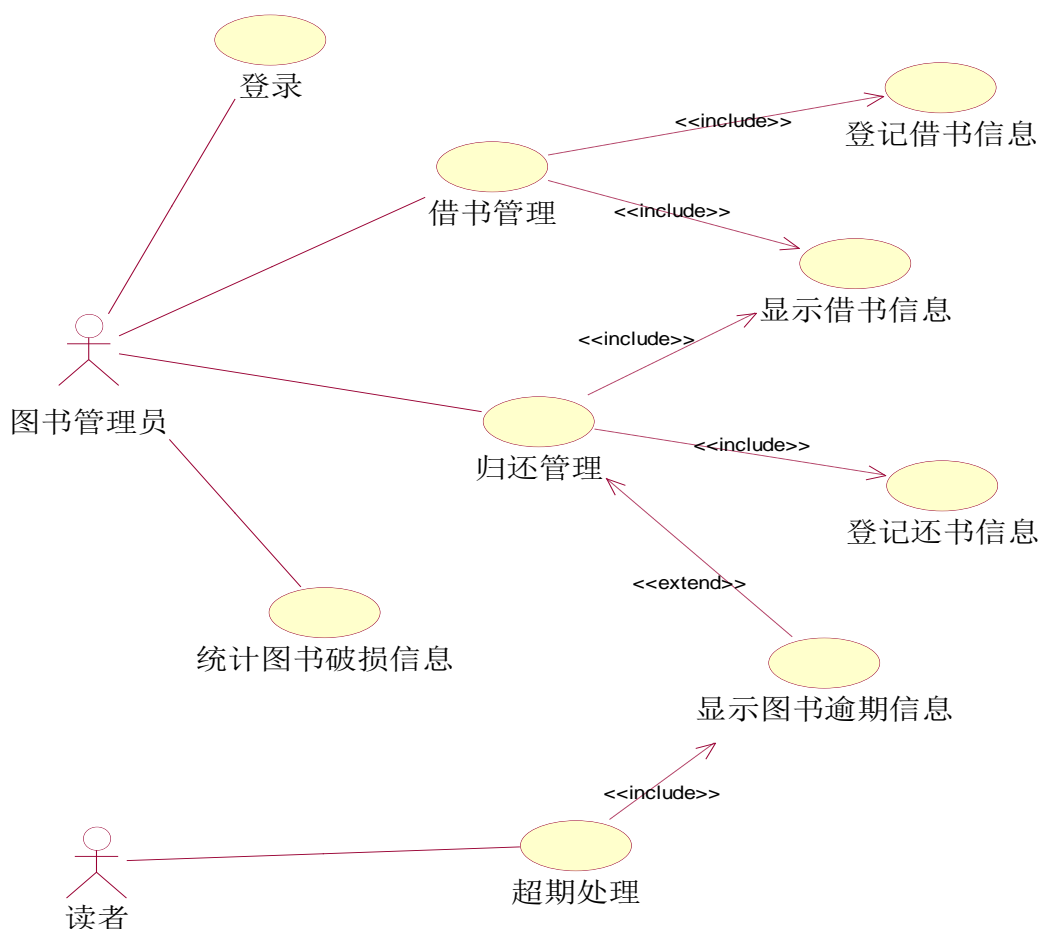 登录
<<include>>
登记借书信息
借书管理
<<include>>
显示借书信息
<<include>>
图书管理员
归还管理
<<include>>
登记还书信息
<<extend>>
统计图书破损信息
显示图书逾期信息
<<include>>
超期处理
读者